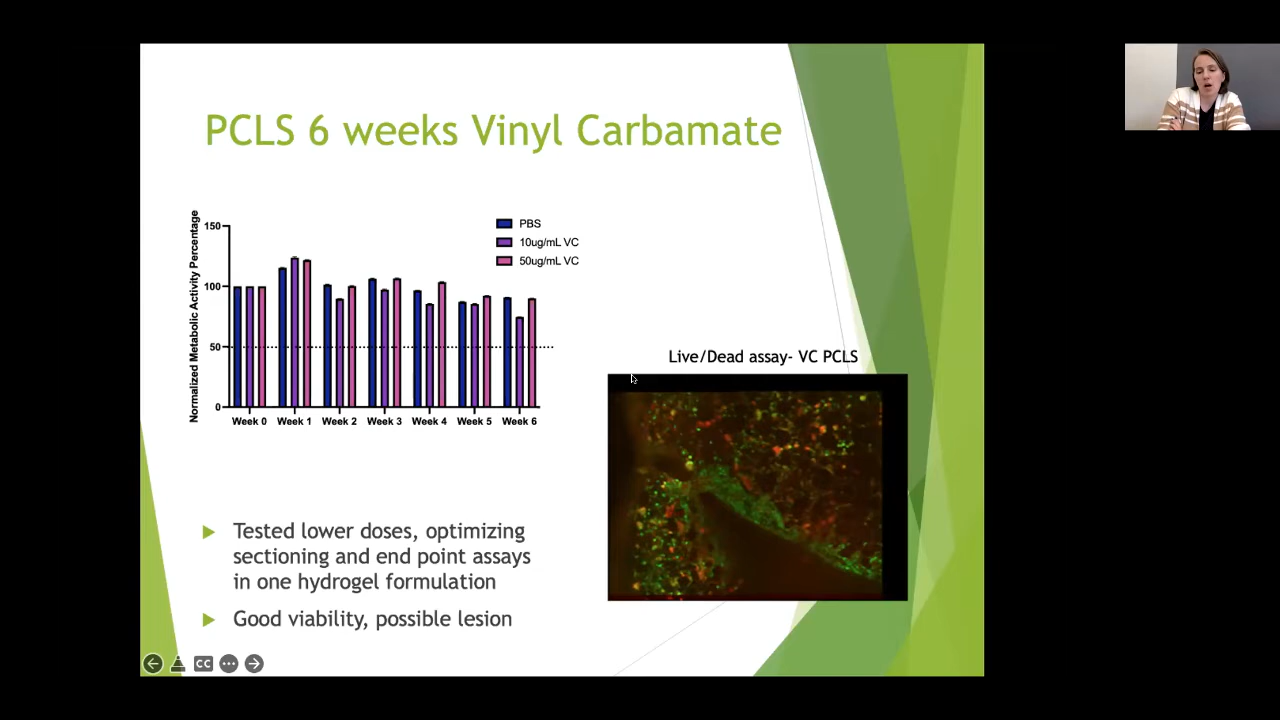 PCLS 6 weeks Vinyl Carbamate
Normalized Metabolic Activity Percentage
150
100
50
0
PBS
10ug/mL VC
50ug/mL VC
Week 0 Week 1 Week 2 Week 3 Week 4 Week 5 Week 6
Live/Dead assay- VC PCLS
Tested lower doses, optimizing
sectioning and end point assays
in one hydrogel formulation
Good viability, possible lesion
CC